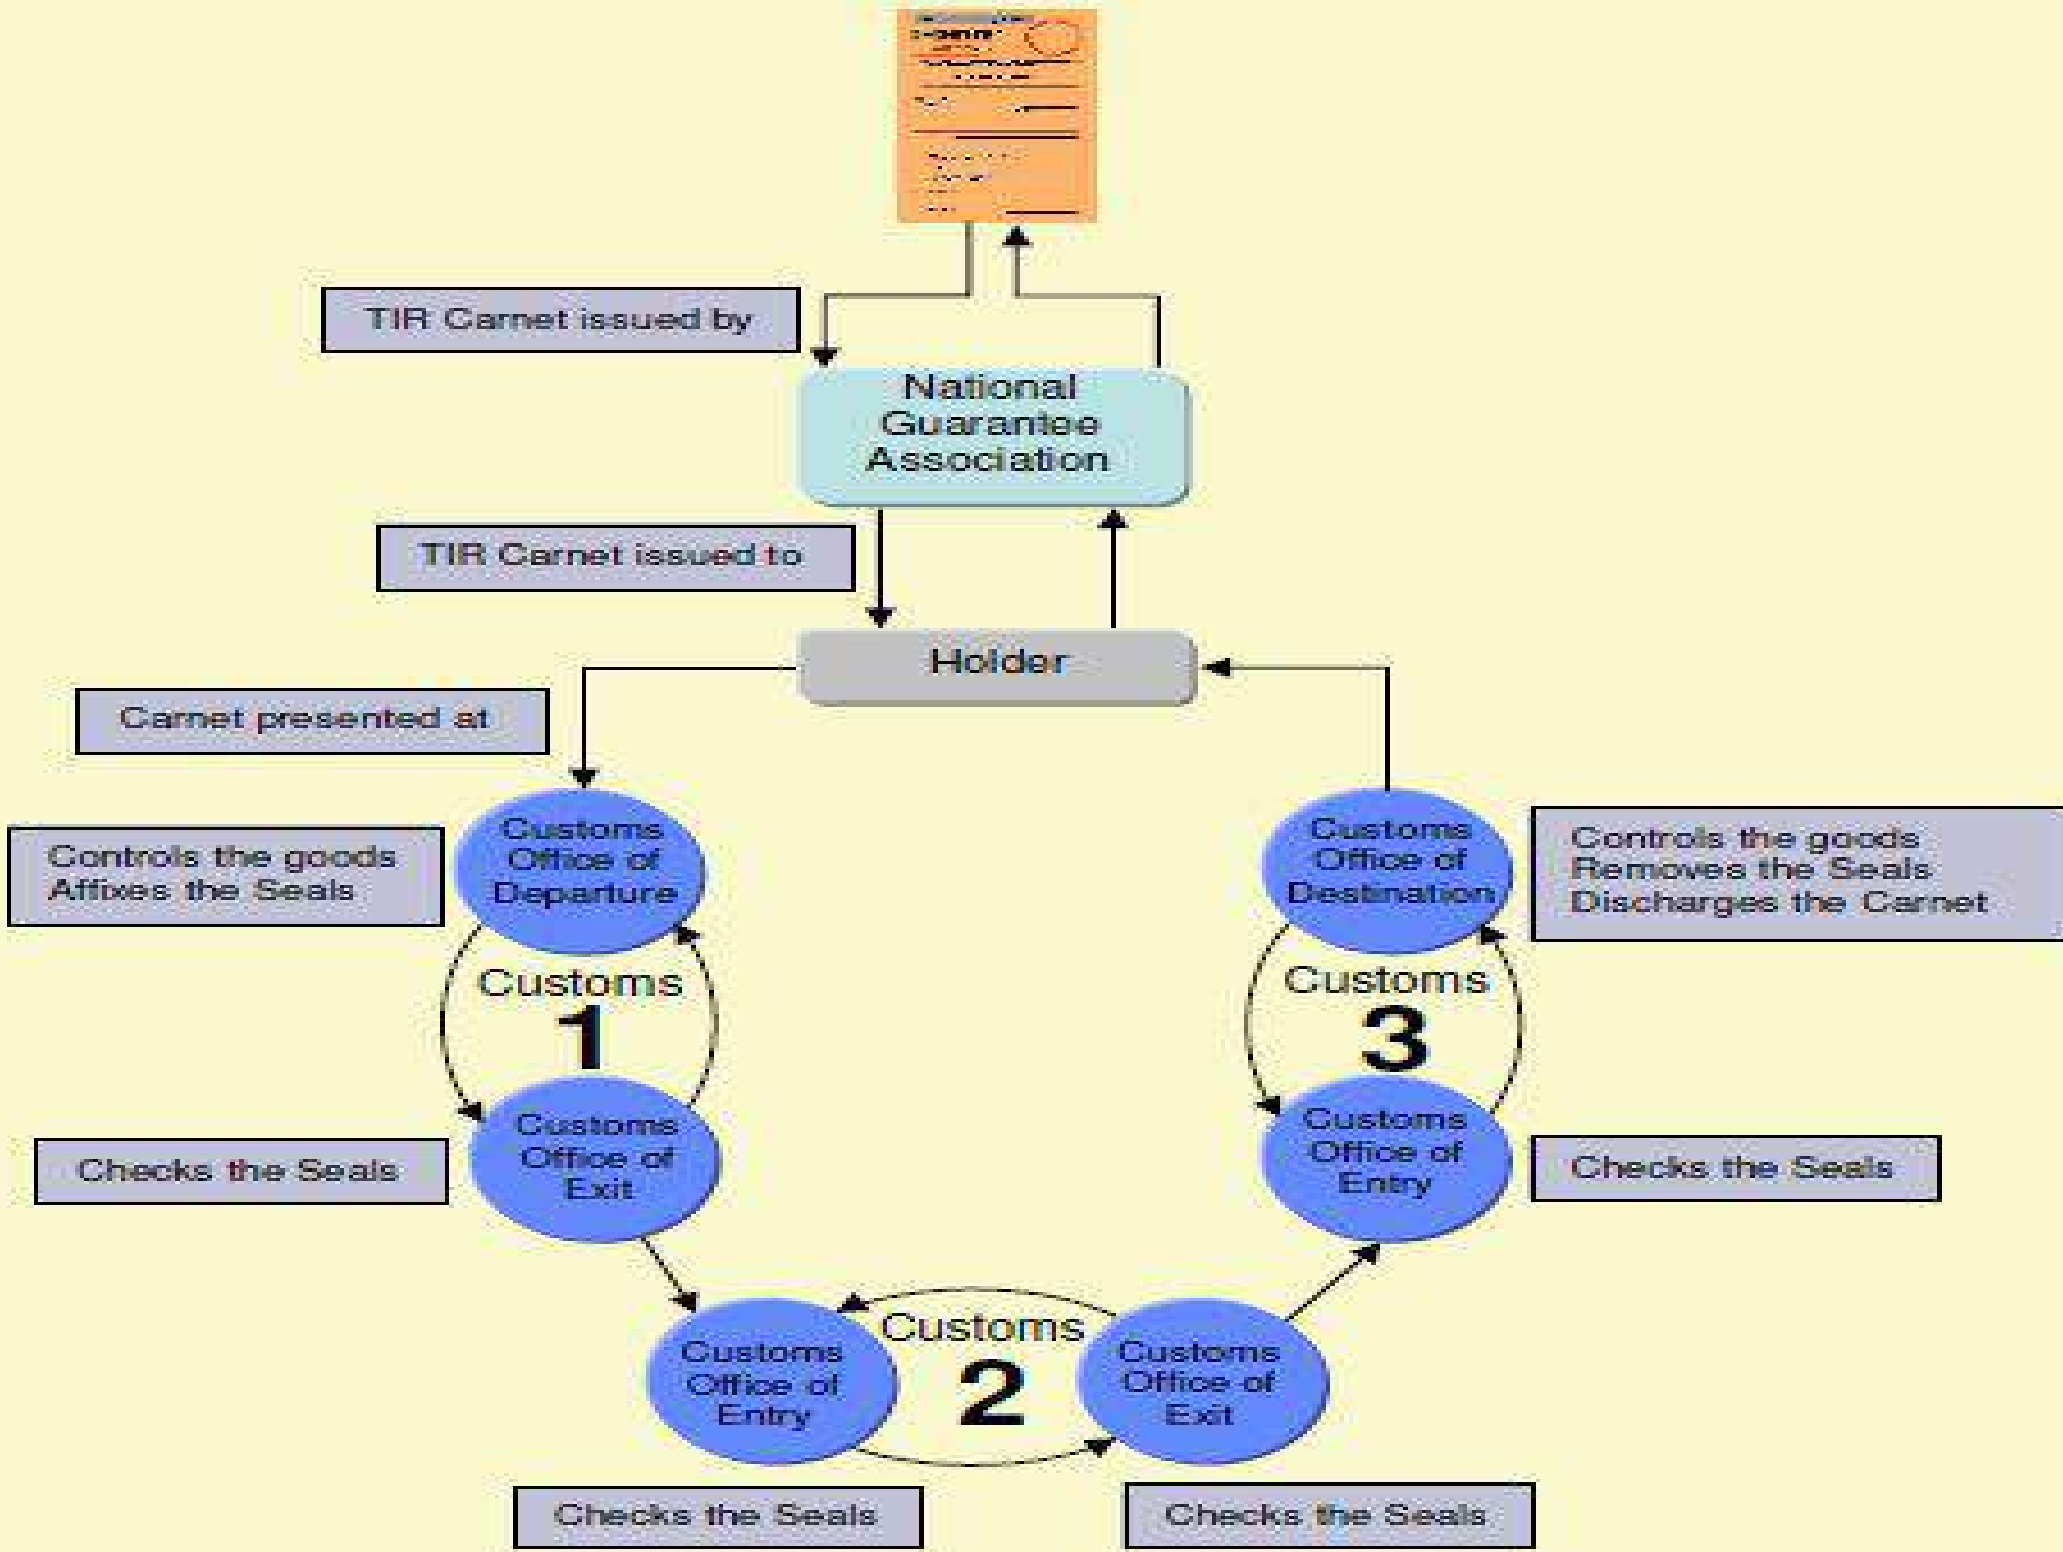 TIR Carnet issued by
National
Guarantee
Association
TIR Carnet issued to
Holder
Carnet presented at
Customs
Office of
Departure
Controls the goods
Affixes the Seals
Customs
1
Customs
Office of
Exit
Checks the Seals
Customs
Office of
Entry
Checks the Seals
Customs
2
Customs
Office of
Exit
Checks the Seals
Customs
Office of
Entry
Checks the Seals
Customs
3
Customs
Office of
Destination
Controls the goods
Removes the Seals
Discharges the Carnet